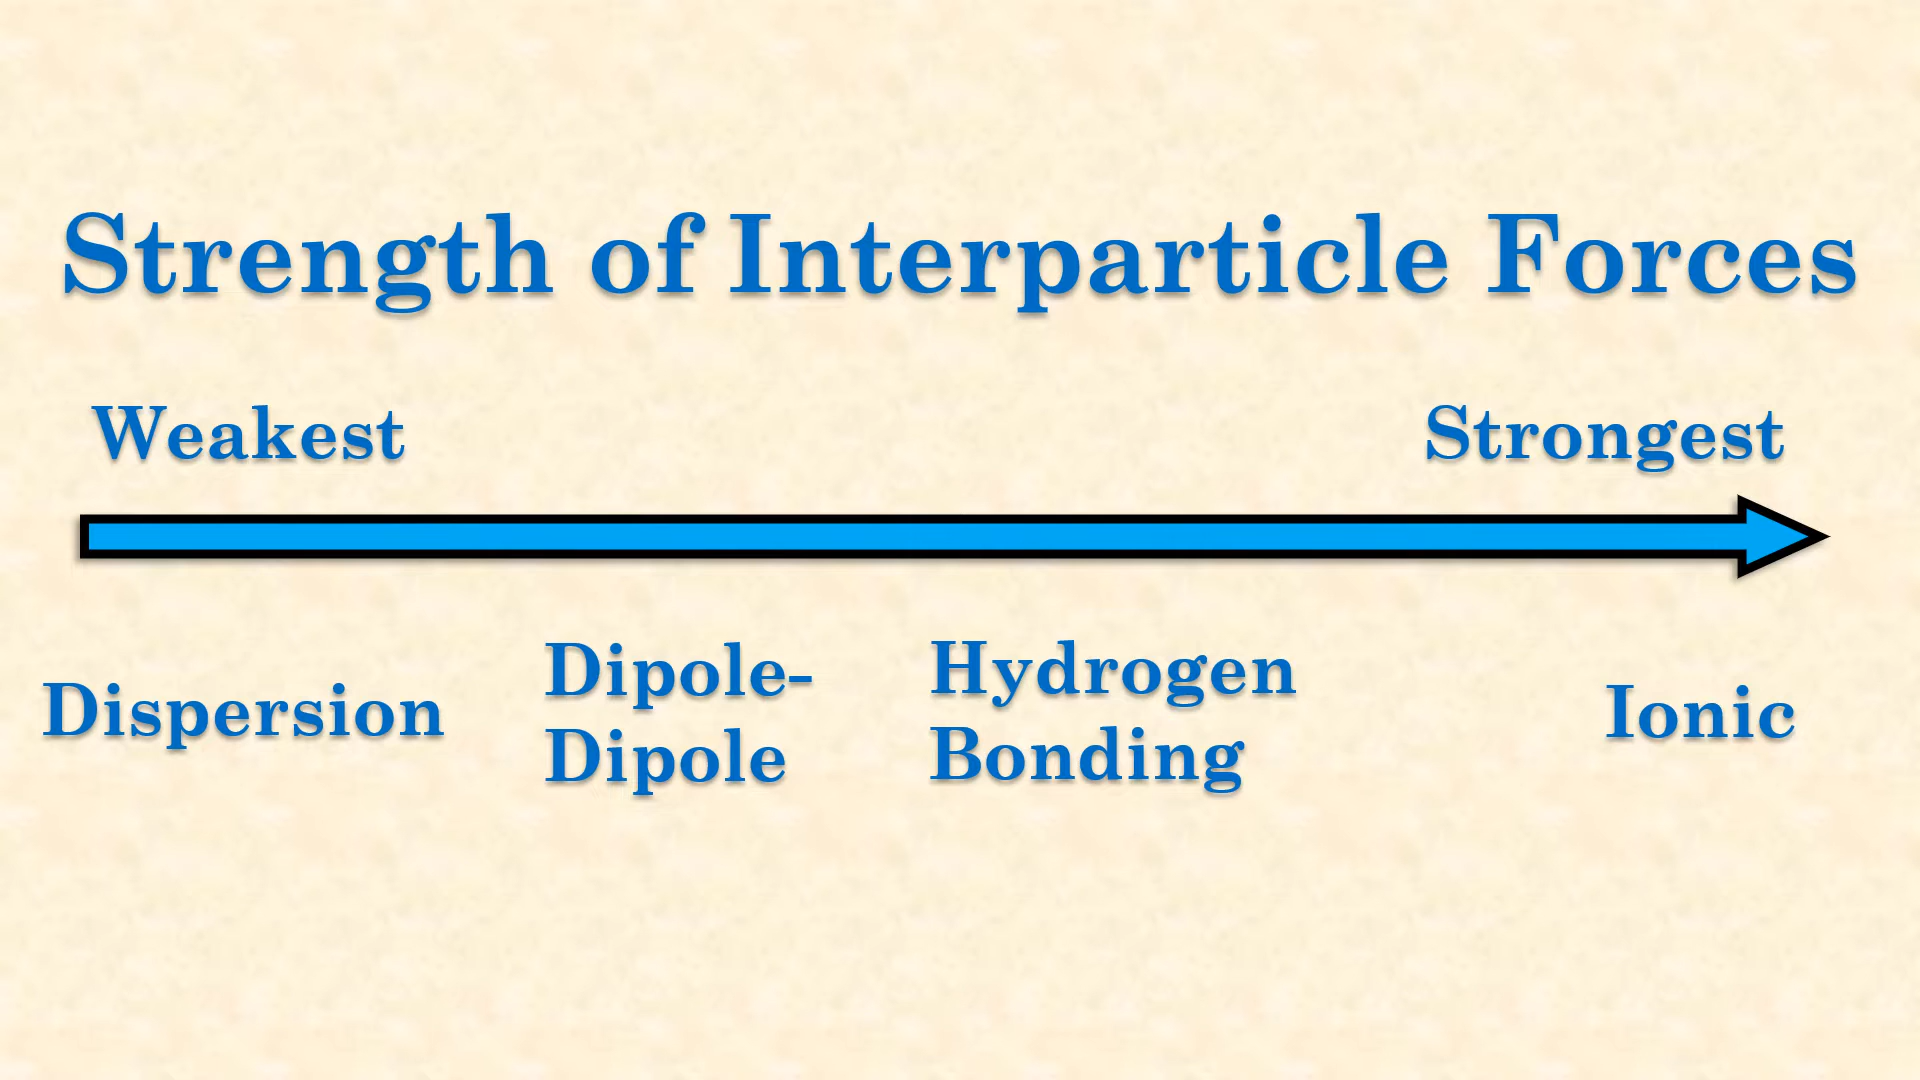 Strength of Interparticle Forces
Weakest
Strongest
Dispersion
Dipole-
Dipole
Hydrogen
Bonding
Ionic